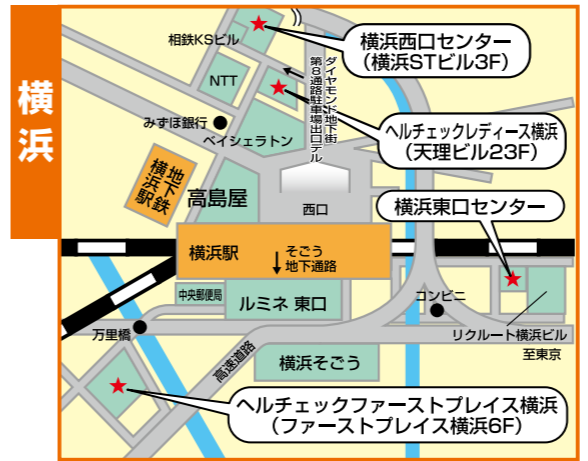 横浜
相鉄KSビル
横浜西口センター
(横浜STビル3F)
NTT
ダイヤモンド地下街
第8通路駐車場出口デル
みずほ銀行
ベイシェラトン
ヘルチェックレディース横浜
(天理ビル23F)
地下鉄
横浜駅
高島屋
西口
横浜東口センター
横浜駅
そごう
地下通路
中央郵便局
ルミネ 東口
コンビニ
万里橋
リクルート横浜ビル
至東京
高速道路
横浜そごう
ヘルチェックファーストプレイス横浜
(ファーストプレイス横浜6F)